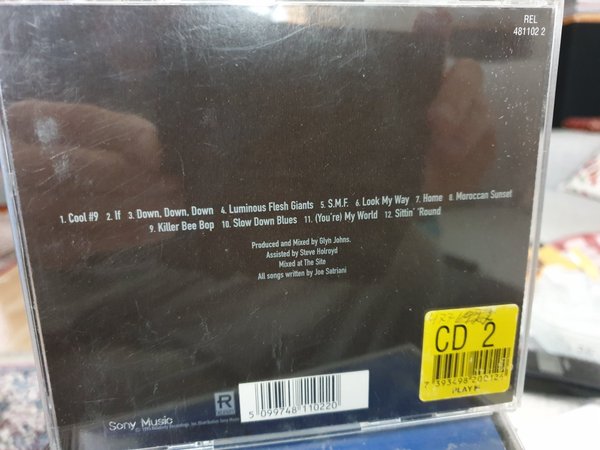 REL
481102 2
1. Cool #9 2. If 3. Down, Down, Down 4. Luminous Flesh Giants 5. S.M.F. 6. Look My Way 7. Home 8. Moroccan Sunset
9. Killer Bee Bop 10. Slow Down Blues 11. (You're) My World 12. Sittin' 'Round
Produced and Mixed by Glyn Johns.
Assisted by Steve Holroyd
Mixed at The Site
All songs written by Joe Satriani
CD 2
PLAY
R
5 099748 110220
Sony Music